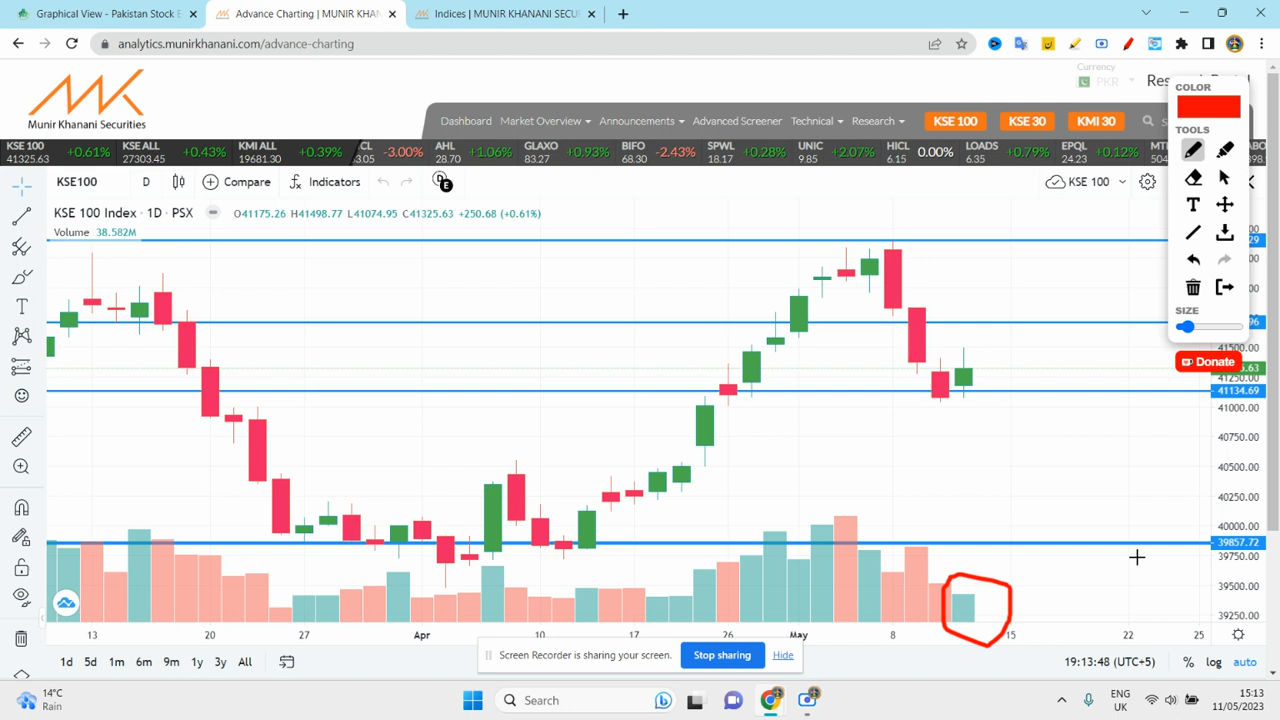 Graphical View - Pakistan Stock E
Advance Charting | MUNIR KHAN
Indices | MUNIR KHANANI SECUR
analytics.munirkhanani.com/advance-charting
Munir Khanani Securities
Currency
PKR
Dashboard Market Overview Announcements Advanced Screener Technical Research KSE 100 KSE 30 KMI 30
KSE 100 41325.63 +0.61% KSE ALL 27303.45 +0.43% KMI ALL 19681.30 +0.39% CL 3.05 -3.00% AHL 28.70 +1.06% GLAXO 83.27 +0.93% BIFO 68.30 -2.43% SPWL 18.17 +0.28% UNIC 9.85 +2.07% HICL 6.15 0.00% LOADS 6.35 +0.79% EPQL 24.23 +0.12%
KSE100 D Compare Indicators KSE 100
KSE 100 Index · 1D · PSX O41175.26 H41498.77 L41074.95 C41325.63 +250.68 (+0.61%)
Volume 38.582M
COLOR
TOOLS
SIZE
Donate
41500.00
41250.00
41134.69
41000.00
40750.00
40500.00
40250.00
40000.00
39857.72
39750.00
39500.00
39250.00
13 20 27 Apr 10 17 26 May 8 15 22 25
Screen Recorder is sharing your screen. Stop sharing Hide
1d 5d 1m 6m 9m 1y 3y All 19:13:48 (UTC+5) % log auto
14°C
Rain
Search
ENG
UK
15:13
11/05/2023